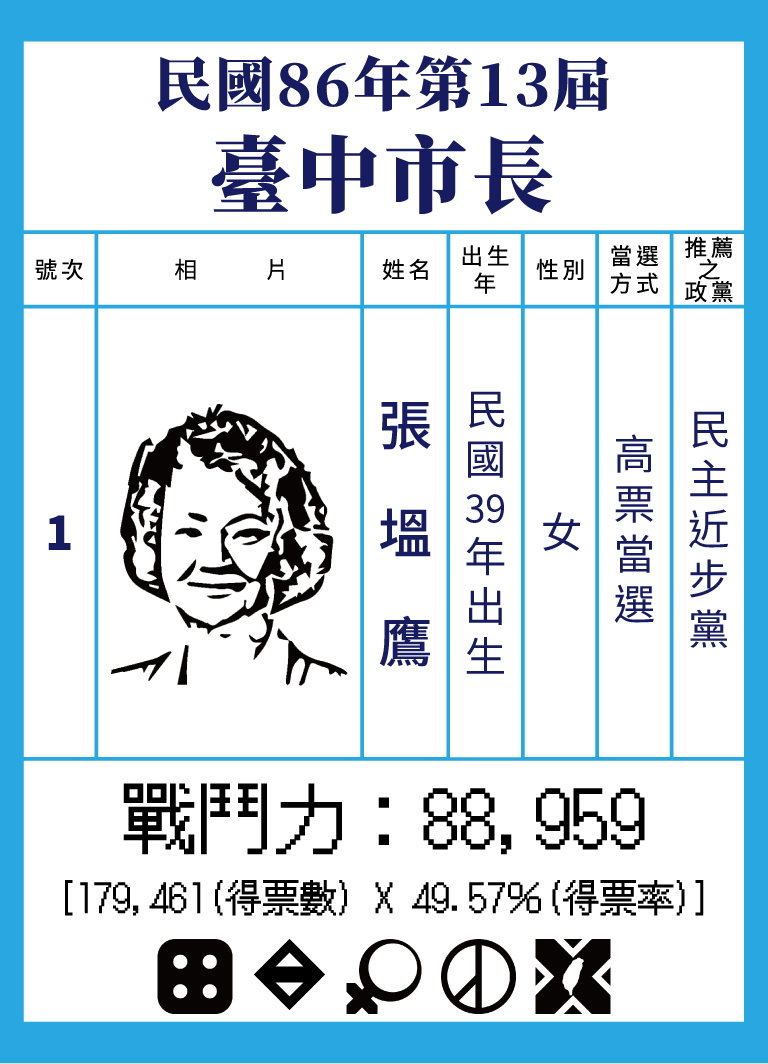 民國86年第13屆
臺中市長
號次
相片
姓名
出生
年
性別
當選
方式
推薦
之
政黨
1
張塭鷹
民國39年出生
女
高票當選
民主近步黨
戰鬥力：88,959
[179,461(得票數) X 49.57%(得票率)]